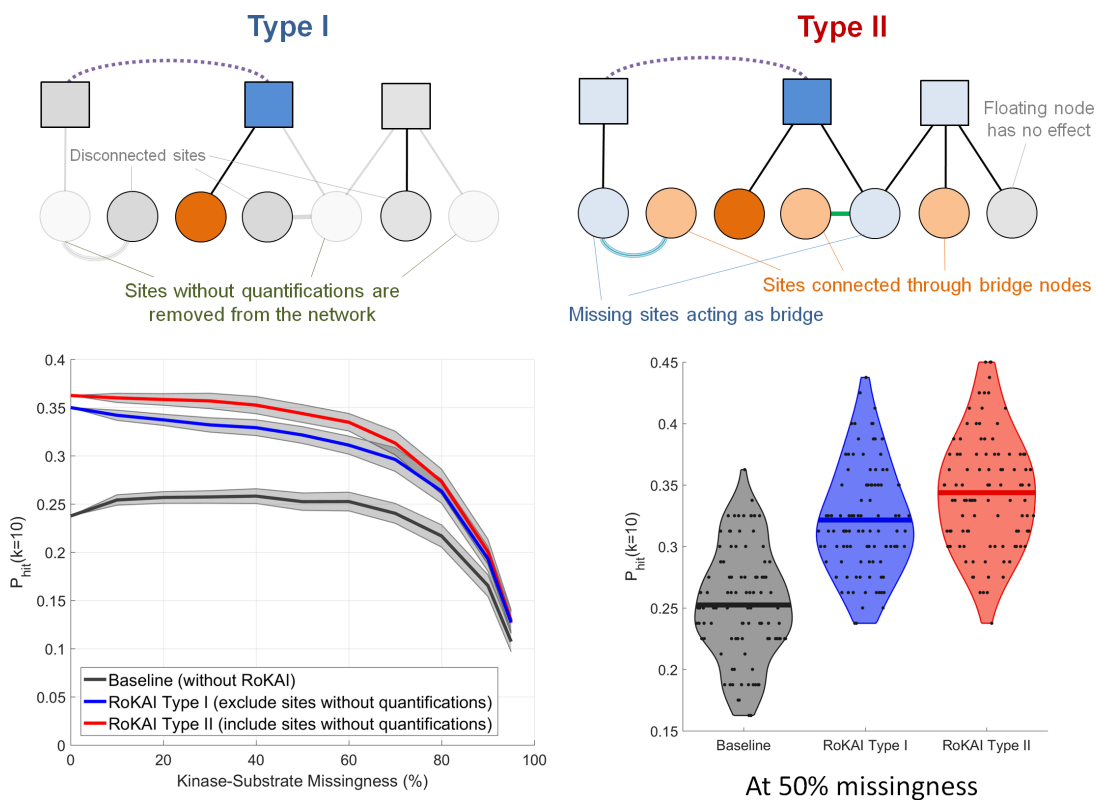 Type I
Disconnected sites
Sites without quantifications are
removed from the network
Type II
Floating node
has no effect
Sites connected through bridge nodes
Missing sites acting as bridge
P_hit(k=10)
0.4
0.35
0.3
0.25
0.2
0.15
0.1
0.05
0
0
20
40
60
80
100
Kinase-Substrate Missingness (%)
Baseline (without RoKAI)
RoKAI Type I (exclude sites without quantifications)
RoKAI Type II (include sites without quantifications)
P_hit(k=10)
0.45
0.4
0.35
0.3
0.25
0.2
0.15
Baseline
RoKAI Type I
RoKAI Type II
At 50% missingness